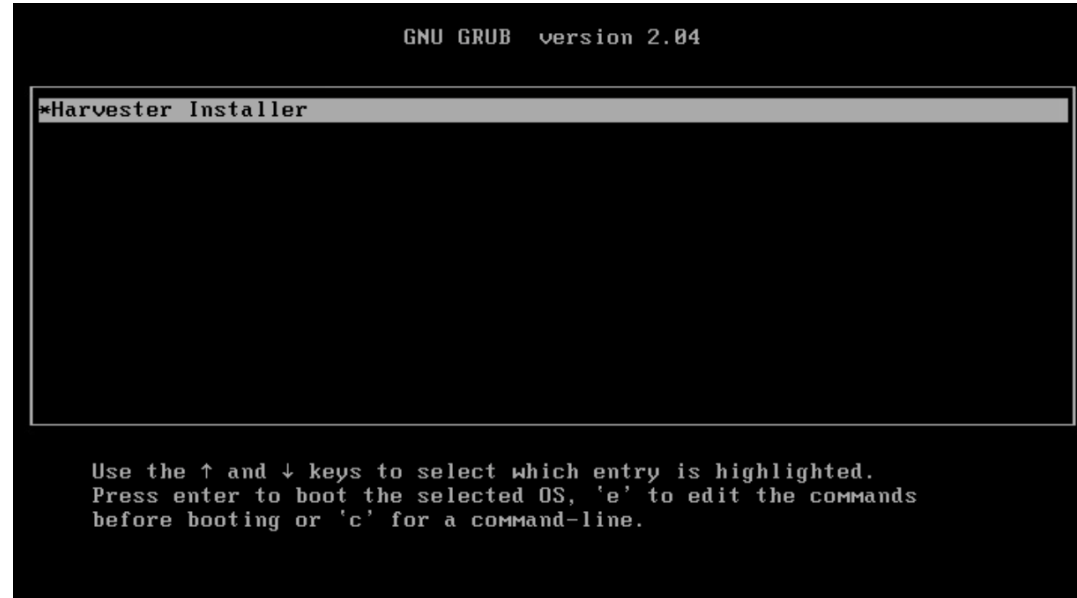 GNU GRUB  version 2.04
*Harvester Installer
Use the ↑ and ↓ keys to select which entry is highlighted.
Press enter to boot the selected OS, `e' to edit the commands
before booting or `c' for a command-line.